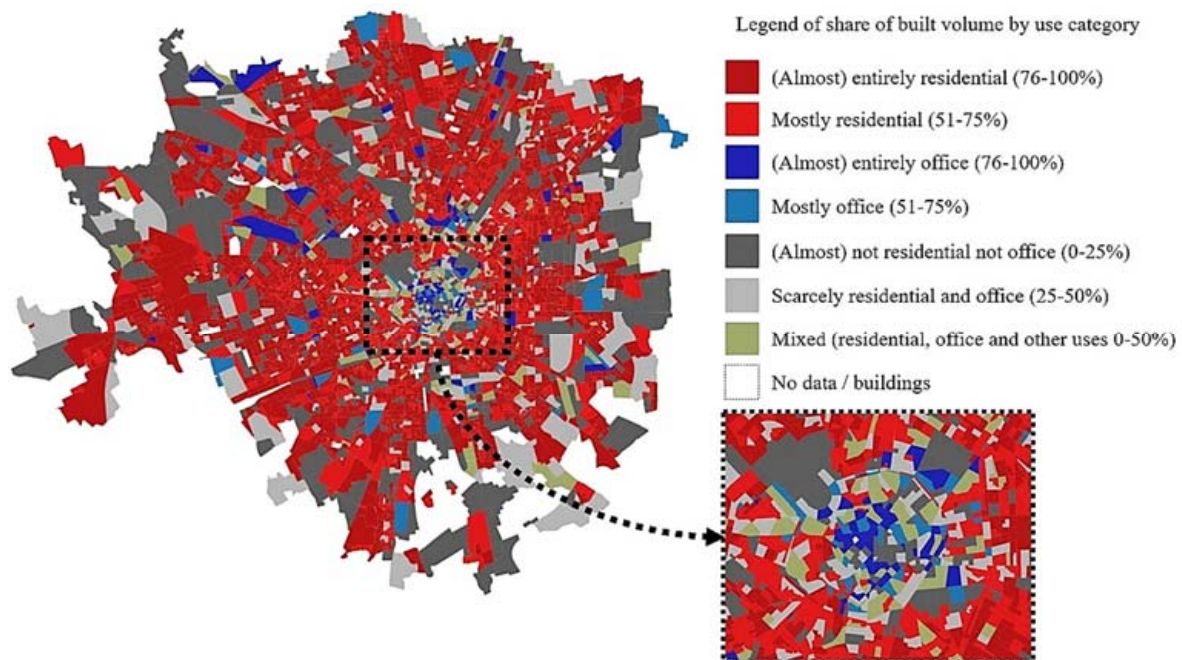 Legend of share of built volume by use category
(Almost) entirely residential (76-100%)
Mostly residential (51-75%)
(Almost) entirely office (76-100%)
Mostly office (51-75%)
(Almost) not residential not office (0-25%)
Scarcely residential and office (25-50%)
Mixed (residential, office and other uses 0-50%)
No data / buildings